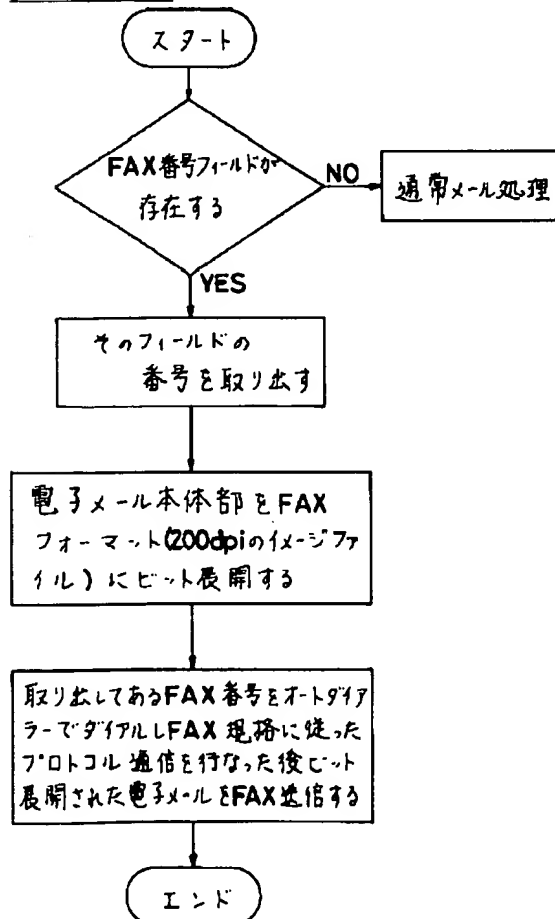 スタート
FAX番号フィールドが
存在する
NO
通常メール処理
YES
そのフィールドの
番号を取り出す
電子メール本体部をFAX
フォーマット(200dpiのイメージファ
イル)にビット展開する
取り出してあるFAX番号をオートダイア
ラーでダイアルしFAX規格に従った
プロトコル通信を行なった後ビット
展開された電子メールをFAX送信する
エンド